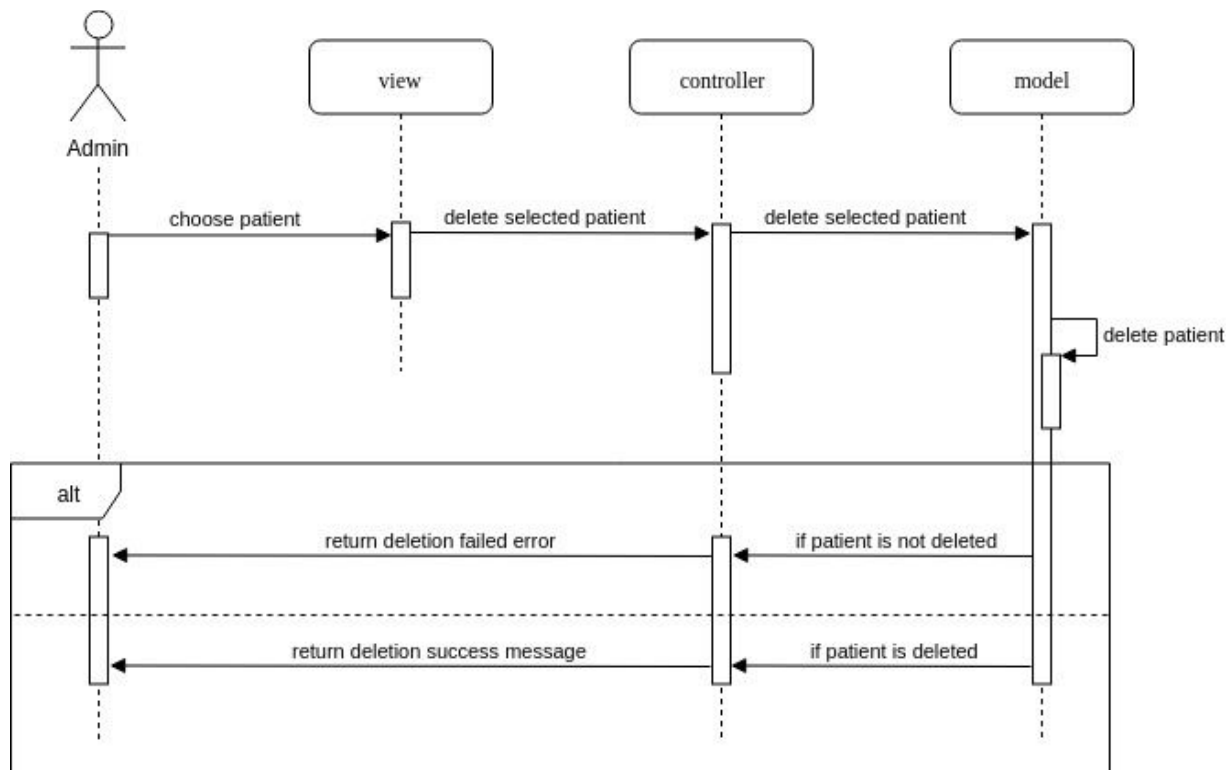 view
controller
model
Admin
choose patient
delete selected patient
delete selected patient
delete patient
alt
return deletion failed error
if patient is not deleted
return deletion success message
if patient is deleted